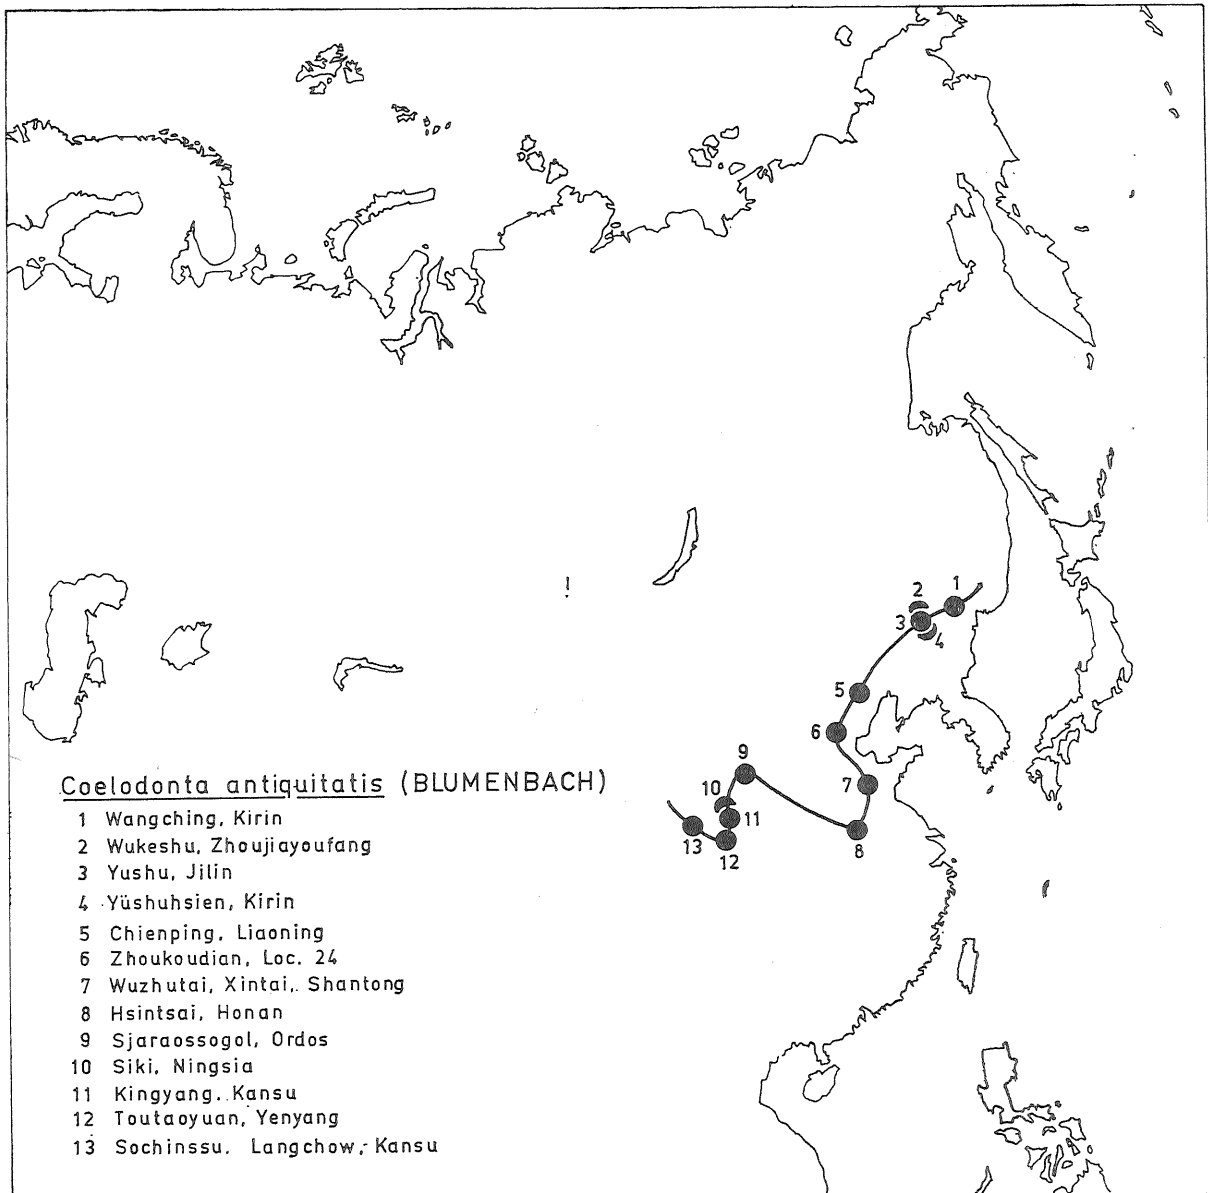 !
2
1
3
4
5
6
9
7
10
11
13
8
12
Coelodonta antiquitatis (BLUMENBACH)
1 Wangching, Kirin
2 Wukeshu, Zhoujiayoufang
3 Yushu, Jilin
4 Yüshuhsien, Kirin
5 Chienping, Liaoning
6 Zhoukoudian, Loc. 24
7 Wuzhutai, Xintai, Shantong
8 Hsintsai, Honan
9 Sjaraossogol, Ordos
10 Siki, Ningsia
11 Kingyang, Kansu
12 Toutaoyuan, Yenyang
13 Sochinssu. Langchow, Kansu